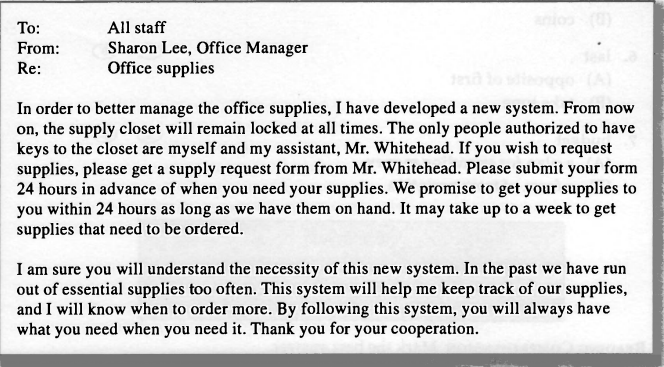 To: All staff
From: Sharon Lee, Office Manager
Re: Office supplies
In order to better manage the office supplies, I have developed a new system. From now
on, the supply closet will remain locked at all times. The only people authorized to have
keys to the closet are myself and my assistant, Mr. Whitehead. If you wish to request
supplies, please get a supply request form from Mr. Whitehead. Please submit your form
24 hours in advance of when you need your supplies. We promise to get your supplies to
you within 24 hours as long as we have them on hand. It may take up to a week to get
supplies that need to be ordered.
I am sure you will understand the necessity of this new system. In the past we have run
out of essential supplies too often. This system will help me keep track of our supplies,
and I will know when to order more. By following this system, you will always have
what you need when you need it. Thank you for your cooperation.